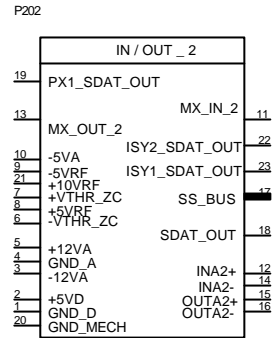 P202
IN / OUT _ 2
19 PX1_SDAT_OUT
MX_IN_2 11
13 MX_OUT_2
ISY2_SDAT_OUT 22
10 -5VA
9 -5VRF
ISY1_SDAT_OUT 23
21 +10VRF
7 +VTHR_ZC
SS_BUS 17
8 +5VRF
6 -VTHR_ZC
SDAT_OUT 18
5 +12VA
4 GND_A
3 -12VA
INA2+ 12
INA2- 14
2 +5VD
OUTA2+ 15
1 GND_D
OUTA2- 16
20 GND_MECH